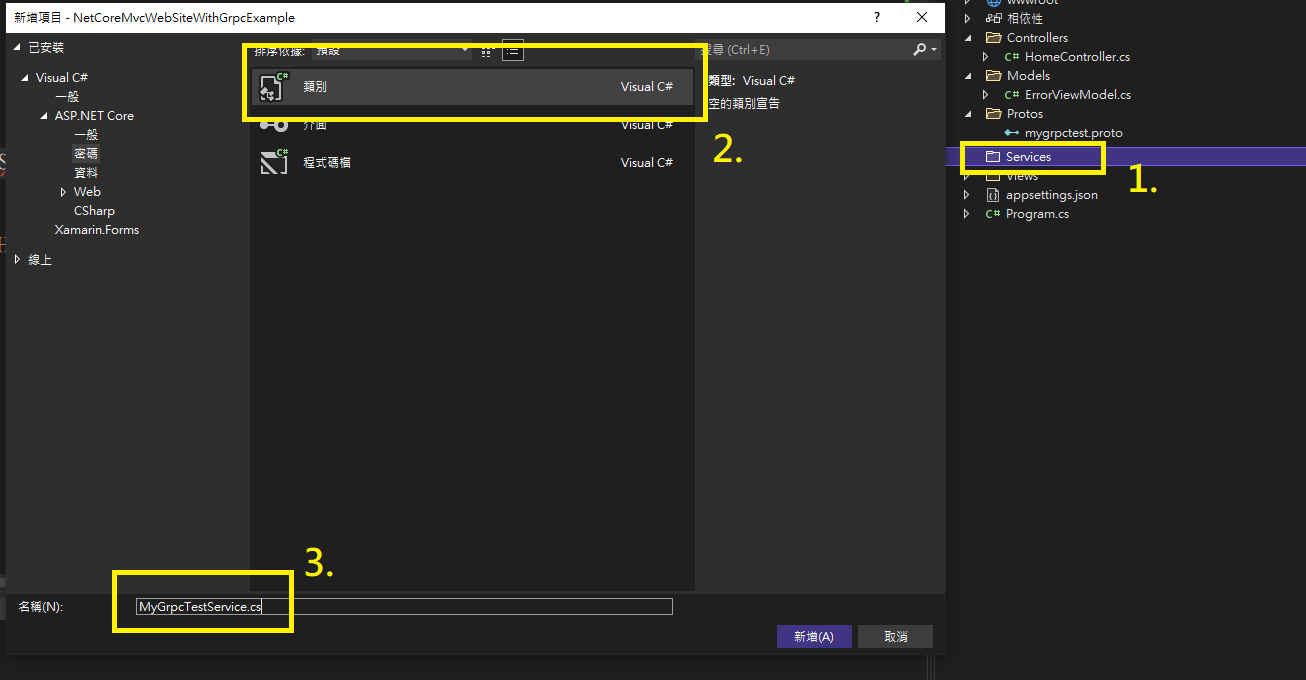 新增項目 - NetCoreMvcWebSiteWithGrpcExample
?
已安裝
Visual C#
一般
ASP.NET Core
一般
密碼
資料
Web
CSharp
Xamarin.Forms
線上
排序依據: 預設
類別 Visual C#
介面 Visual C#
程式碼檔 Visual C#
搜尋 (Ctrl+E)
類型: Visual C#
空的類別宣告
2.
3.
名稱(N): MyGrpcTestService.cs
新增(A)
取消
wwwroot
相依性
Controllers
C# HomeController.cs
Models
C# ErrorViewModel.cs
Protos
mygrpctest.proto
Services
1.
Views
appsettings.json
C# Program.cs